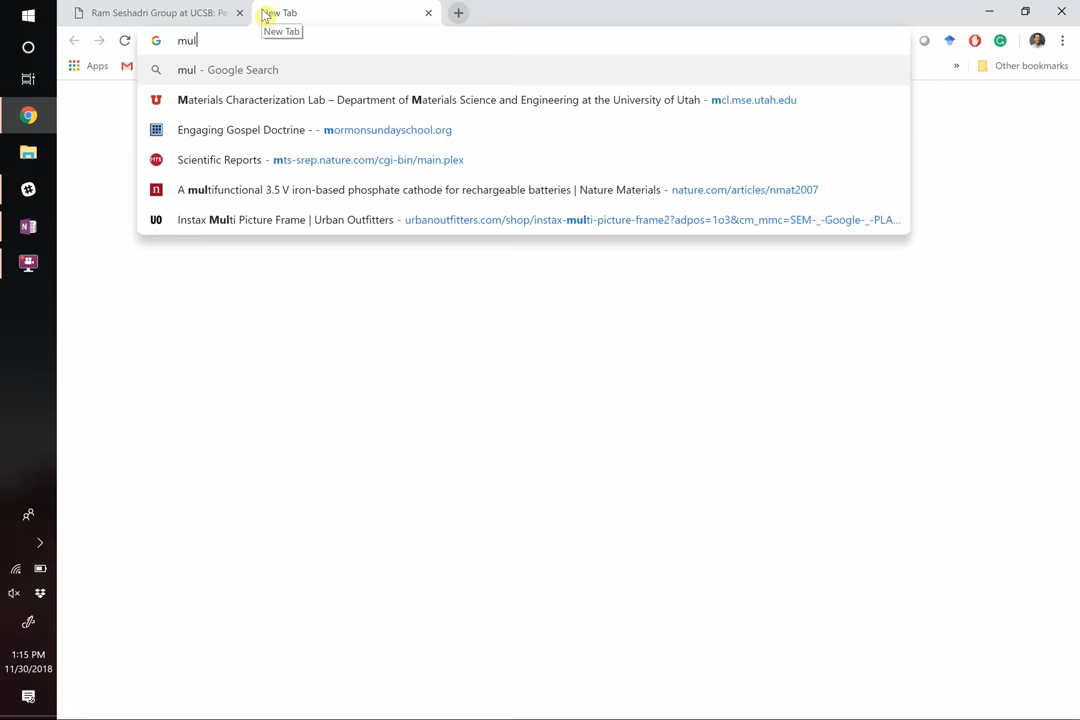 Ram Seshadri Group at UCSB: Pe
New Tab
New Tab
mul
Apps
Other bookmarks
mul - Google Search
Materials Characterization Lab – Department of Materials Science and Engineering at the University of Utah - mcl.mse.utah.edu
Engaging Gospel Doctrine - - mormonsundayschool.org
MTS Scientific Reports - mts-srep.nature.com/cgi-bin/main.plex
n A multifunctional 3.5 V iron-based phosphate cathode for rechargeable batteries | Nature Materials - nature.com/articles/nmat2007
UO Instax Multi Picture Frame | Urban Outfitters - urbanoutfitters.com/shop/instax-multi-picture-frame2?adpos=1o3&cm_mmc=SEM-_-Google-_-PLA...
1:15 PM
11/30/2018